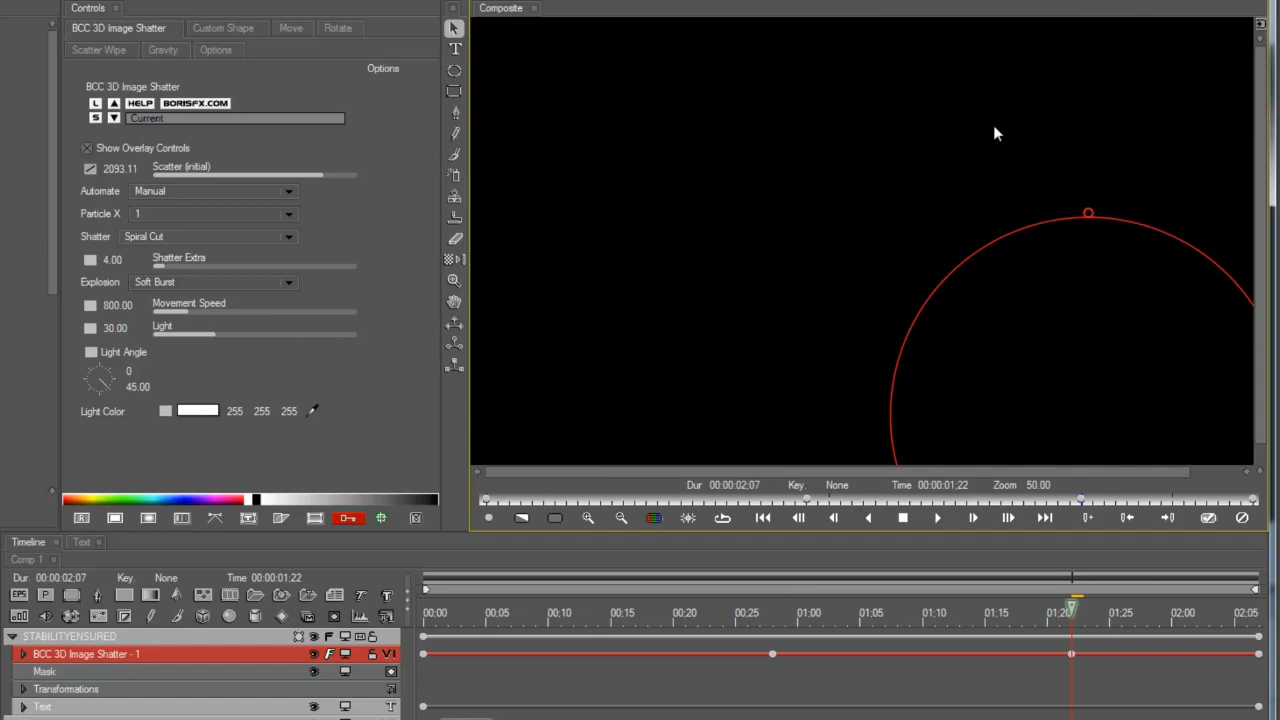 Controls
BCC 3D Image Shatter
Custom Shape
Move
Rotate
Scatter Wipe
Gravity
Options
Options
BCC 3D Image Shatter
L HELP BORISFX.COM
S Current
Show Overlay Controls
2093.11 Scatter (initial)
Automate Manual
Particle X 1
Shatter Spiral Cut
4.00 Shatter Extra
Explosion Soft Burst
800.00 Movement Speed
30.00 Light
Light Angle
0
45.00
Light Color 255 255 255
Composite
T
Dur 00:00:02;07 Key. None Time 00:00:01;22 Zoom 50.00
Timeline Text
Comp 1
Dur. 00:00:02;07 Key. None Time 00:00:01;22
EPS P
00;00 00;05 00;10 00;15 00;20 00;25 01;00 01;05 01;10 01;15 01;20 01;25 02;00 02;05
STABILITYENSURED F
BCC 3D Image Shatter - 1 F V1
Mask
Transformations
Text T